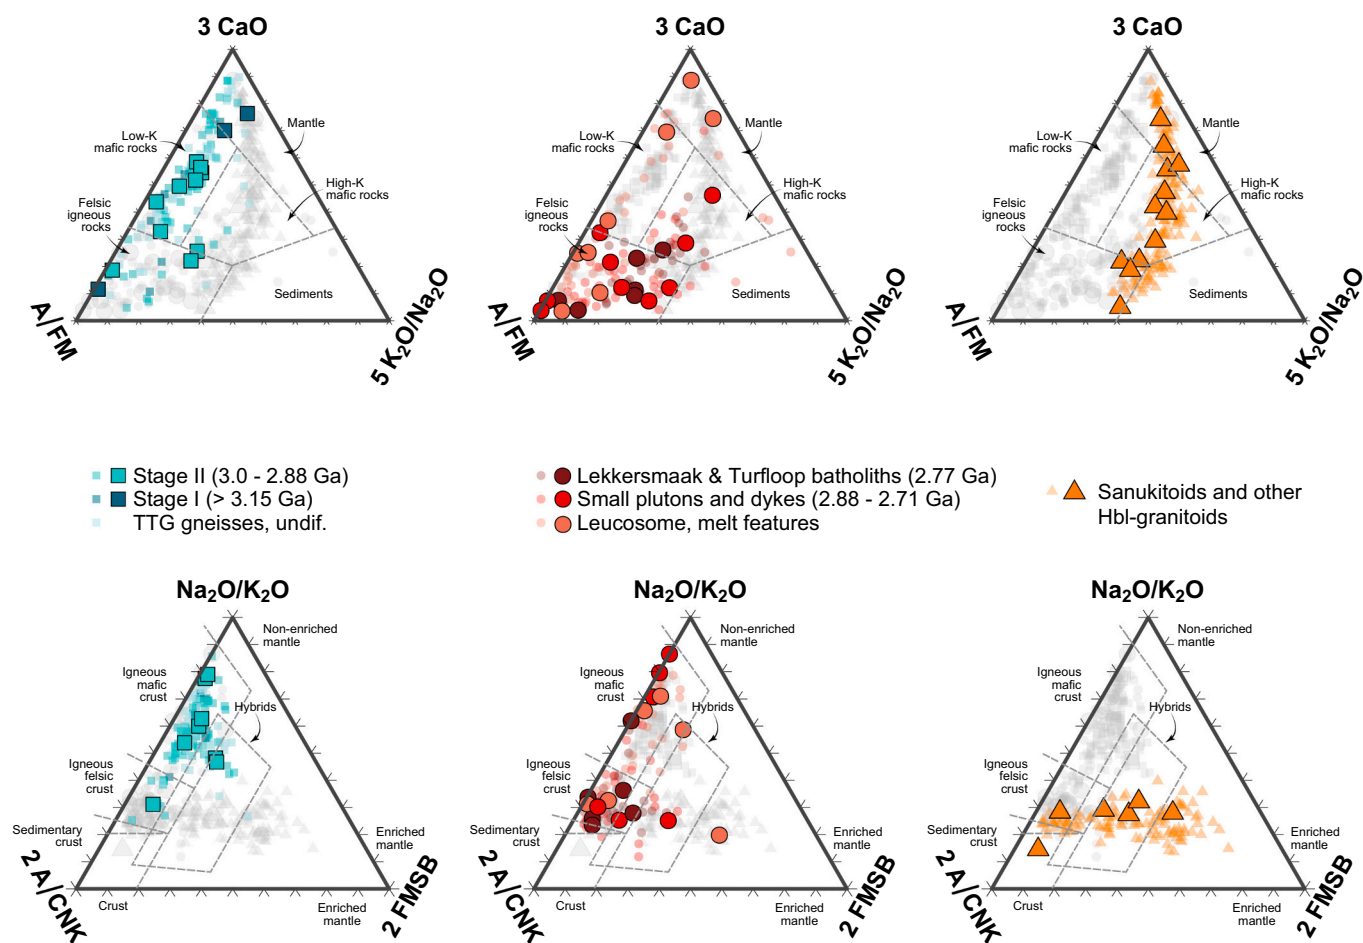 3 CaO
3 CaO
3 CaO
Low-K
mafic rocks
Mantle
High-K
mafic rocks
Felsic
igneous
rocks
Sediments
A/FM
5 K₂O/Na₂O
Low-K
mafic rocks
Mantle
High-K
mafic rocks
Felsic
igneous
rocks
Sediments
A/FM
5 K₂O/Na₂O
Low-K
mafic rocks
Mantle
High-K
mafic rocks
Felsic
igneous
rocks
Sediments
A/FM
5 K₂O/Na₂O
Stage II (3.0 - 2.88 Ga)
Stage I (> 3.15 Ga)
TTG gneisses, undif.
Lekkersmaak & Turfloop batholiths (2.77 Ga)
Small plutons and dykes (2.88 - 2.71 Ga)
Leucosome, melt features
Sanukitoids and other
Hbl-granitoids
Na₂O/K₂O
Na₂O/K₂O
Na₂O/K₂O
Non-enriched
mantle
Igneous
mafic
crust
Hybrids
Igneous
felsic
crust
Sedimentary
crust
Enriched
mantle
2 A/CNK
Crust
Enriched
mantle
2 FMSB
Non-enriched
mantle
Igneous
mafic
crust
Hybrids
Igneous
felsic
crust
Sedimentary
crust
Enriched
mantle
2 A/CNK
Crust
Enriched
mantle
2 FMSB
Non-enriched
mantle
Igneous
mafic
crust
Hybrids
Igneous
felsic
crust
Sedimentary
crust
Enriched
mantle
2 A/CNK
Crust
Enriched
mantle
2 FMSB